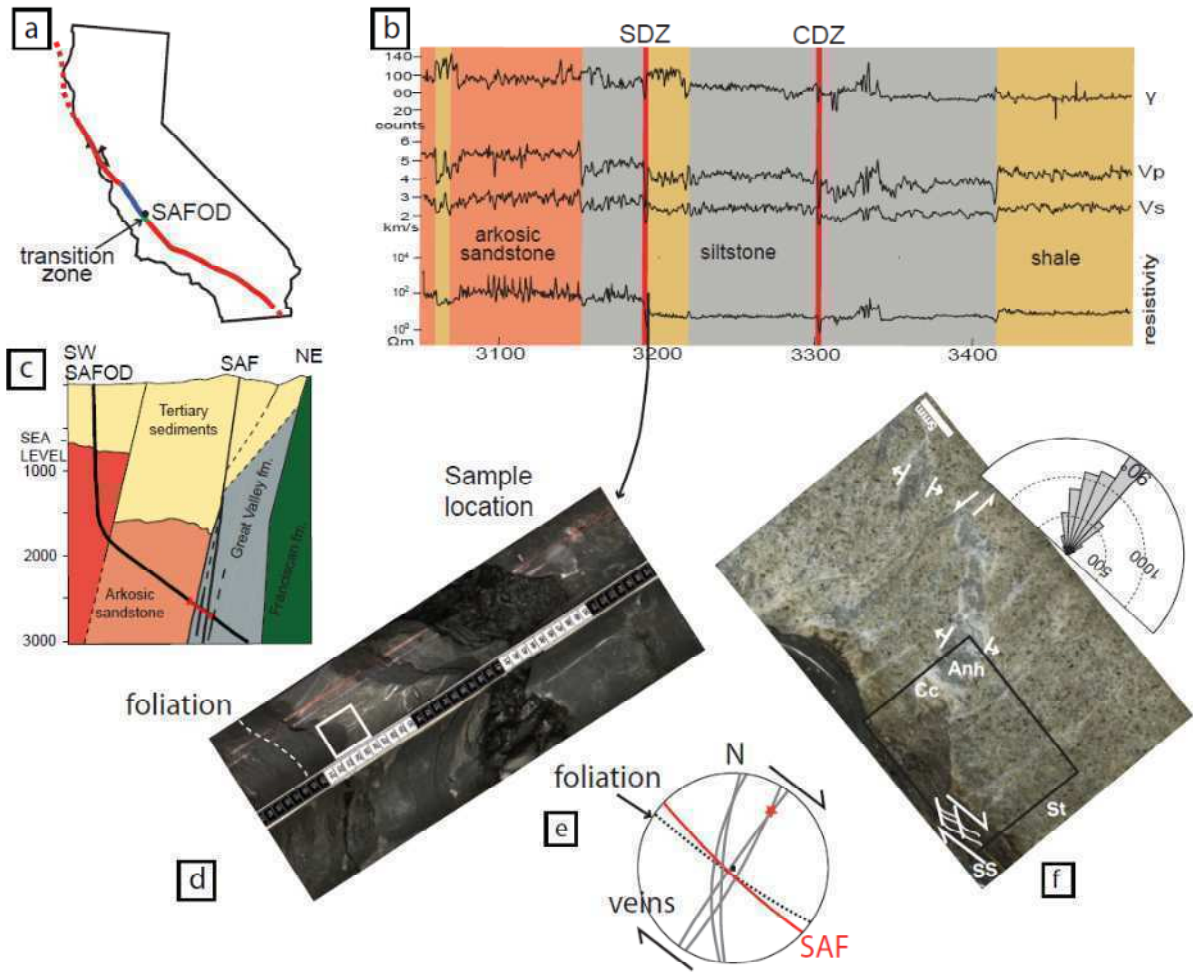 a
SAFOD
transition
zone
b
SDZ
CDZ
140
100
60
20
counts
6
5
4
3
2
km/s
10⁴
10²
10⁰
Ωm
arkosic
sandstone
siltstone
shale
γ
Vp
Vs
resistivity
3100
3200
3300
3400
c
SW
SAFOD
SAF
NE
SEA
LEVEL
1000
2000
3000
Tertiary
sediments
Arkosic
sandstone
Great Valley fm.
Franciscan fm.
Sample
location
foliation
d
e
N
foliation
veins
SAF
5mm
90°
500
1000
Anh
Cc
St
SS
f